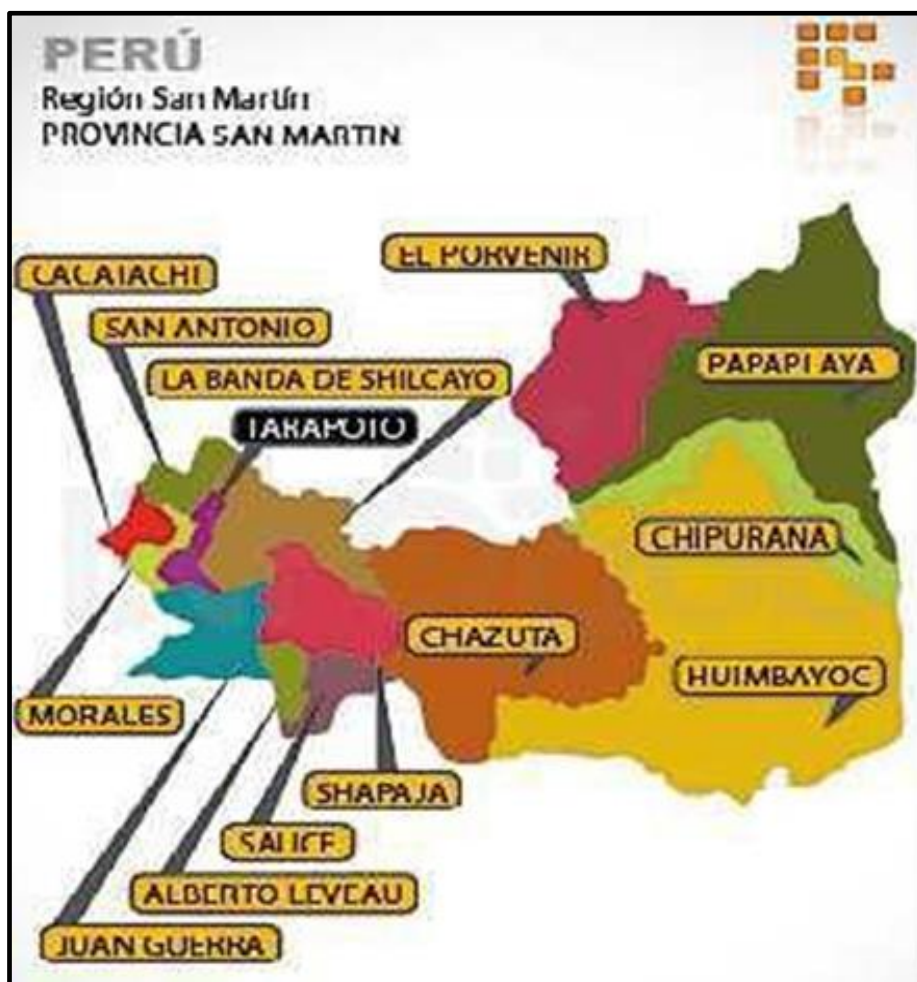 PERÚ
Región San Martín
PROVINCIA SAN MARTIN
EL PORVENIR
CACATACHI
SAN ANTONIO
LA BANDA DE SHILCAYO
PAPAPLAYA
TARAPOTO
CHIPURANA
CHAZUTA
HUIMBAYOC
MORALES
SHAPAJA
SAUCE
ALBERTO LEVEAU
JUAN GUERRA